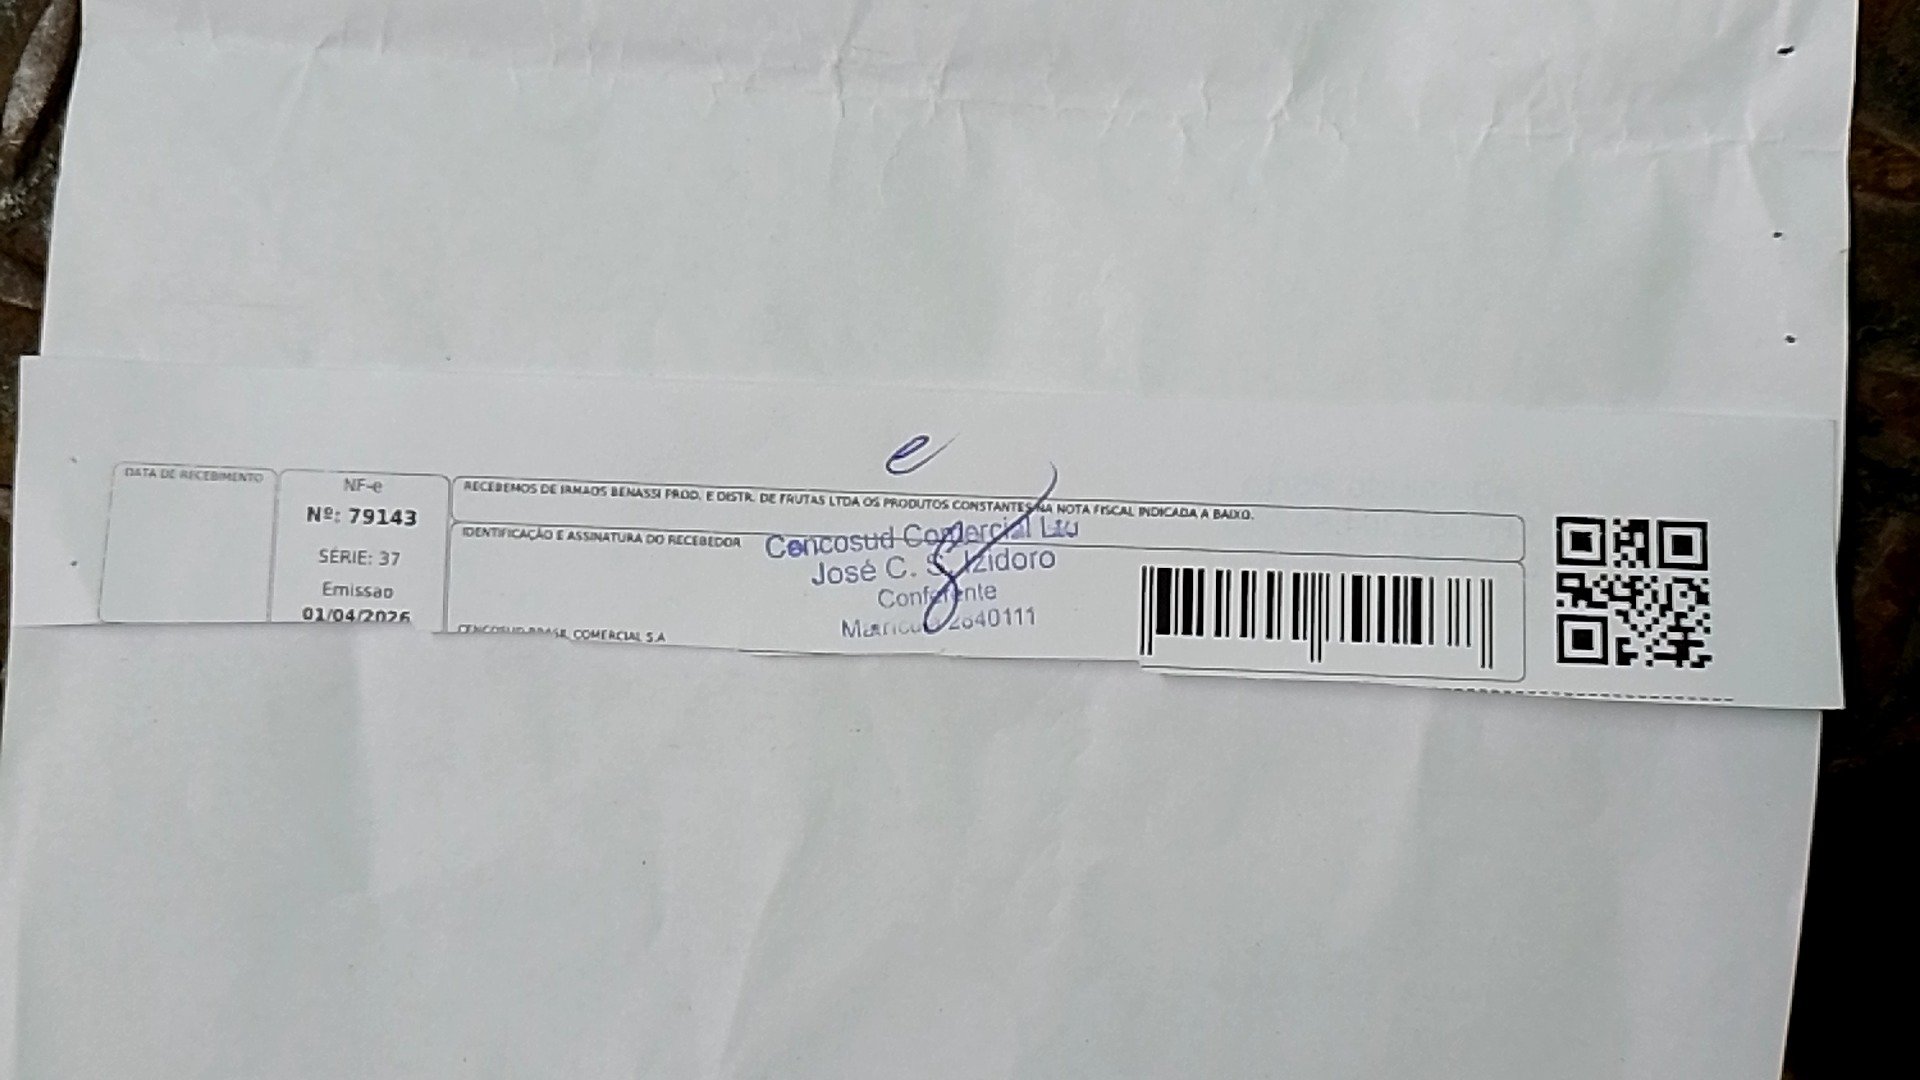 DATA DE RECEBIMENTO
NF-e
Nº: 79143
SÉRIE: 37
Emissão
01/04/2026
RECEBEMOS DE IRMAOS BENASSI PROD. E DISTR. DE FRUTAS LTDA OS PRODUTOS CONSTANTES NA NOTA FISCAL INDICADA A BAIXO.
IDENTIFICAÇÃO E ASSINATURA DO RECEBEDOR
Cencosud Comercial
José C. S. Izidoro
Conferente
2640111
CENCOSUD BRASIL COMERCIAL S.A